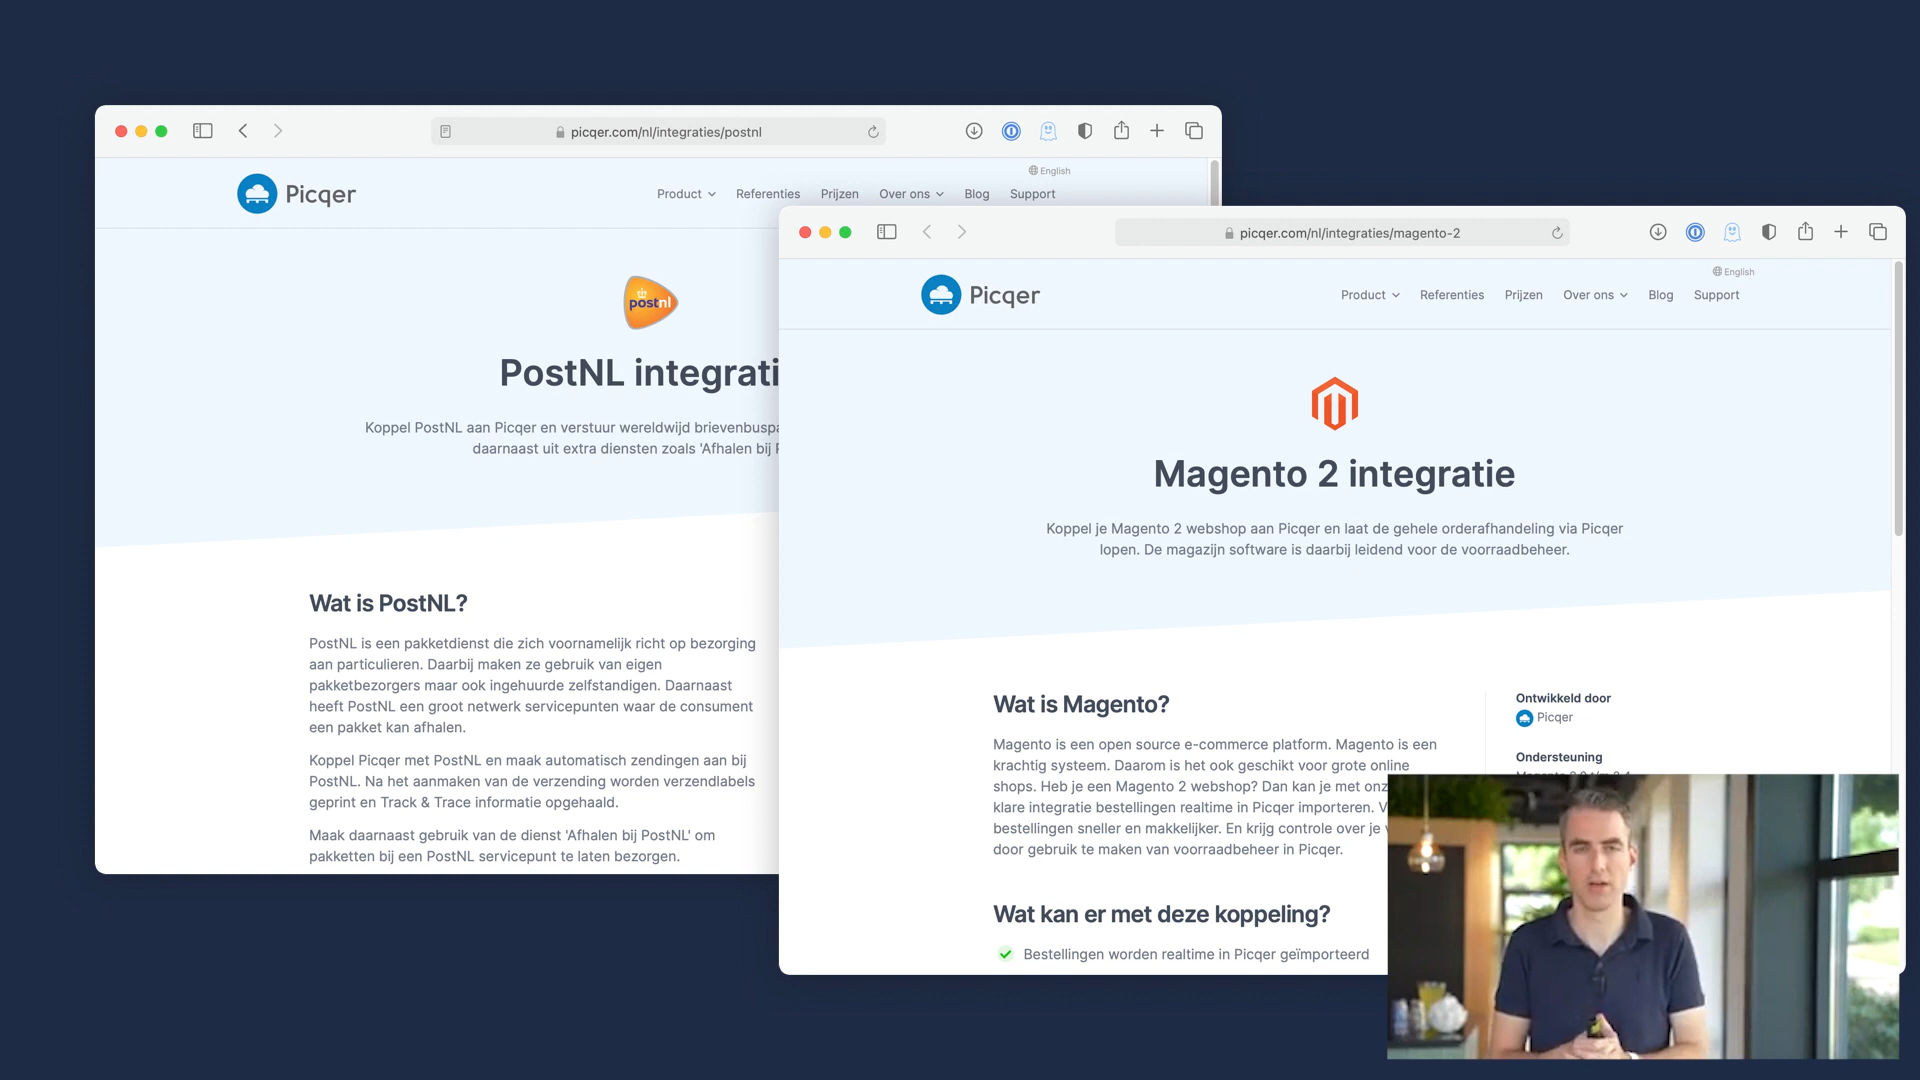 picqer.com/nl/integraties/postnl
English
Picqer
Product
Referenties
Prijzen
Over ons
Blog
Support
postnl
PostNL integrati
Koppel PostNL aan Picqer en verstuur wereldwijd brievenbuspa
daarnaast uit extra diensten zoals 'Afhalen bij
Wat is PostNL?
PostNL is een pakketdienst die zich voornamelijk richt op bezorging
aan particulieren. Daarbij maken ze gebruik van eigen
pakketbezorgers maar ook ingehuurde zelfstandigen. Daarnaast
heeft PostNL een groot netwerk servicepunten waar de consument
een pakket kan afhalen.
Koppel Picqer met PostNL en maak automatisch zendingen aan bij
PostNL. Na het aanmaken van de verzending worden verzendlabels
geprint en Track & Trace informatie opgehaald.
Maak daarnaast gebruik van de dienst 'Afhalen bij PostNL' om
pakketten bij een PostNL servicepunt te laten bezorgen.
picqer.com/nl/integraties/magento-2
English
Picqer
Product
Referenties
Prijzen
Over ons
Blog
Support
Magento 2 integratie
Koppel je Magento 2 webshop aan Picqer en laat de gehele orderafhandeling via Picqer
lopen. De magazijn software is daarbij leidend voor de voorraadbeheer.
Wat is Magento?
Magento is een open source e-commerce platform. Magento is een
krachtig systeem. Daarom is het ook geschikt voor grote online
shops. Heb je een Magento 2 webshop? Dan kan je met onz
klare integratie bestellingen realtime in Picqer importeren. V
bestellingen sneller en makkelijker. En krijg controle over je
door gebruik te maken van voorraadbeheer in Picqer.
Wat kan er met deze koppeling?
Bestellingen worden realtime in Picqer geïmporteerd
Ontwikkeld door
Picqer
Ondersteuning